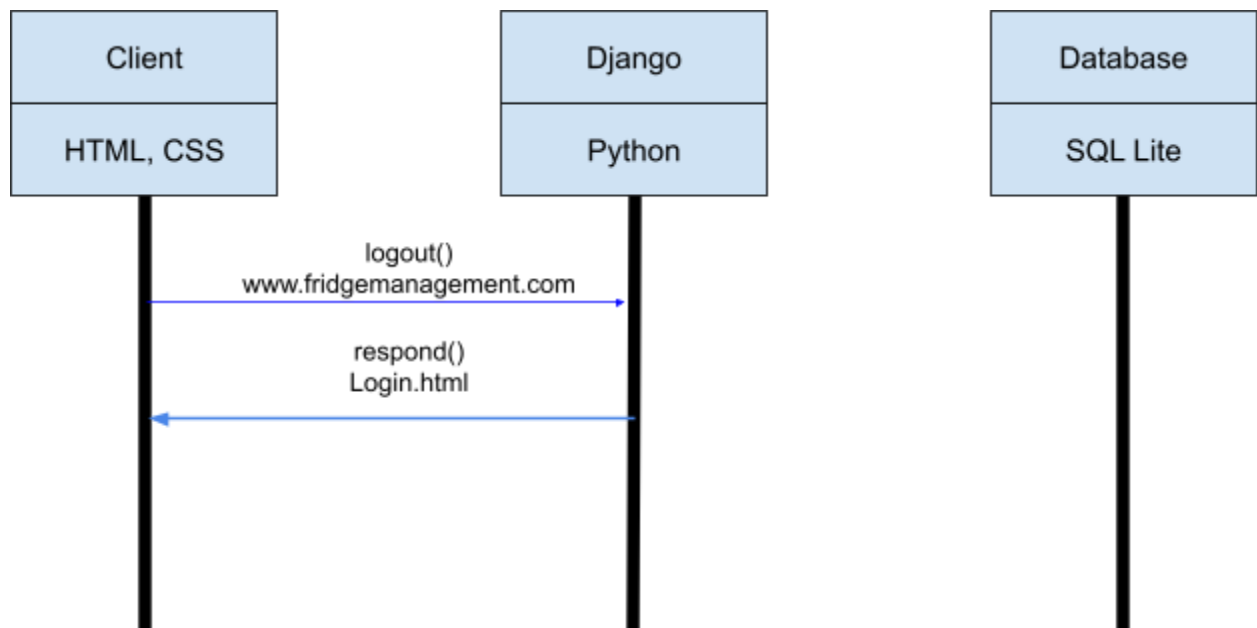 Client
HTML, CSS
Django
Python
Database
SQL Lite
logout()
www.fridgemanagement.com
respond()
Login.html